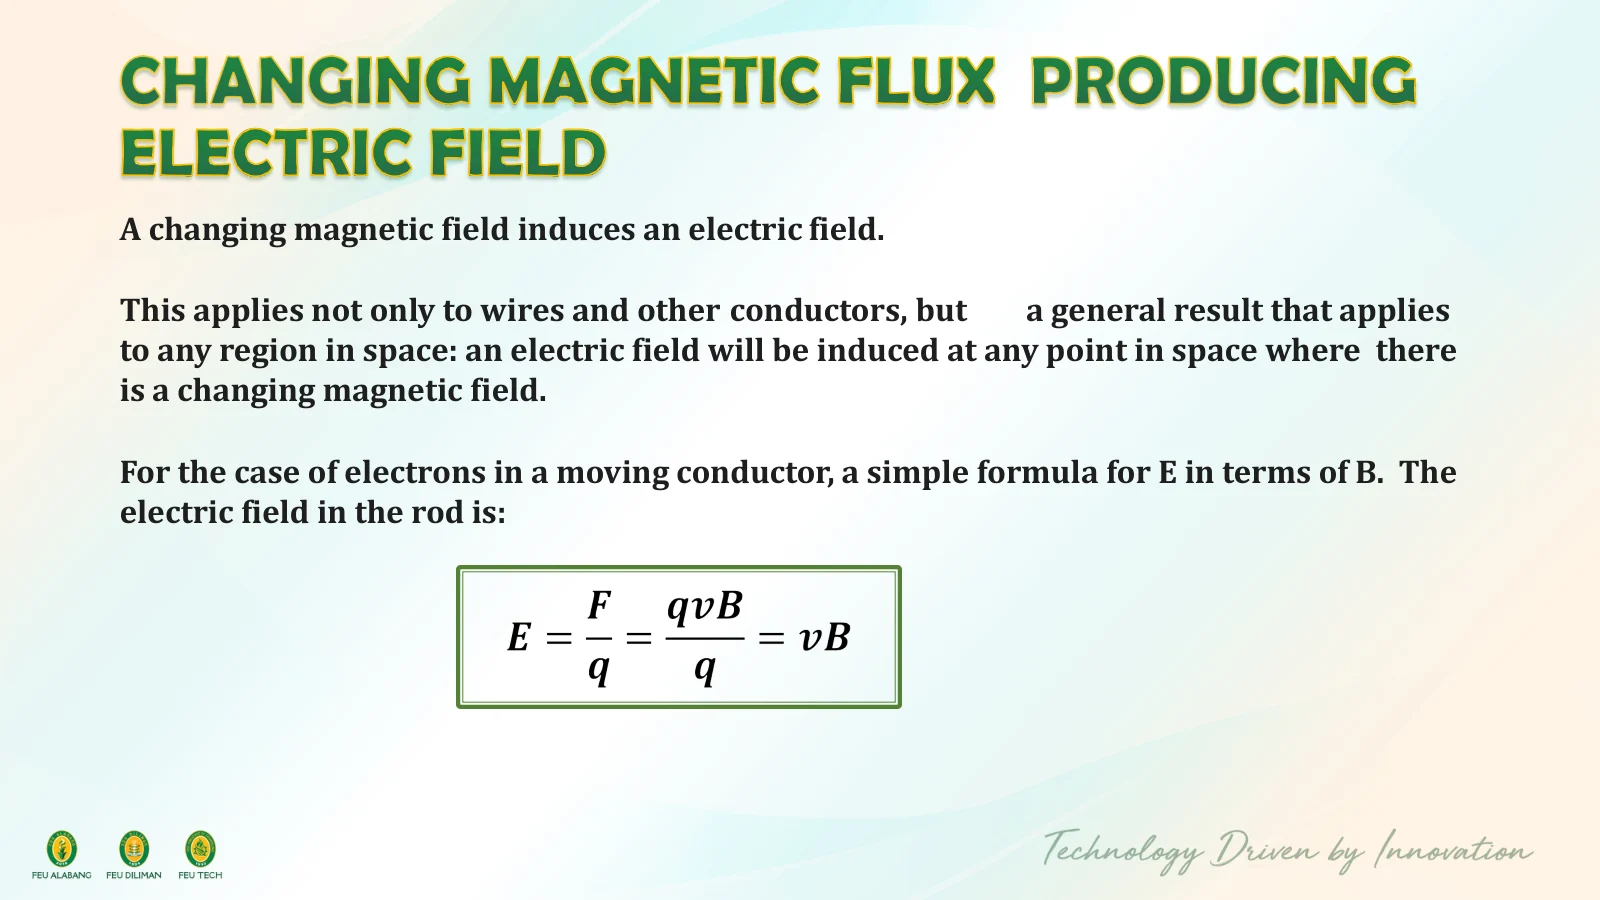 CHANGING MAGNETIC FLUX PRODUCING
ELECTRIC FIELD
A changing magnetic field induces an electric field.
This applies not only to wires and other conductors, but a general result that applies
to any region in space: an electric field will be induced at any point in space where there
is a changing magnetic field.
For the case of electrons in a moving conductor, a simple formula for E in terms of B. The
electric field in the rod is:
E = F/q = qvB/q = vB
FEU ALABANG FEU DILIMAN FEU TECH
Technology Driven by Innovation